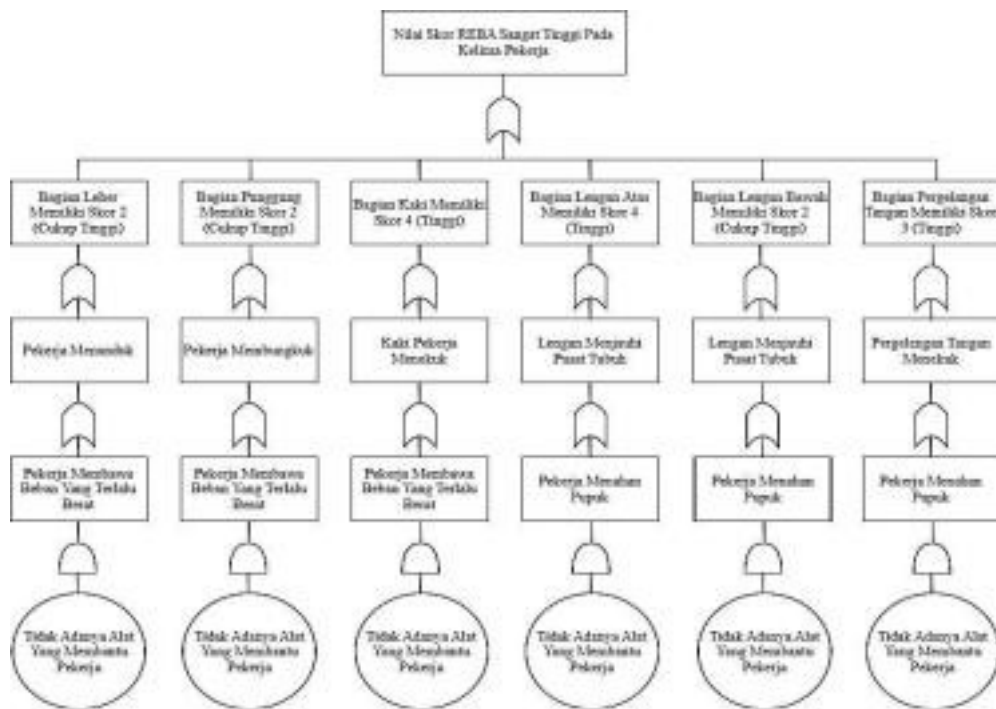 Nilai Skor REBA Sangat Tinggi Pada
Kelima Pekerja
Bagian Leher
Memiliki Skor 2
(Cukup Tinggi)
Bagian Punggung
Memiliki Skor 2
(Cukup Tinggi)
Bagian Kaki Memiliki
Skor 4 (Tinggi)
Bagian Lengan Atas
Memiliki Skor 4
(Tinggi)
Bagian Lengan Bawah
Memiliki Skor 2
(Cukup Tinggi)
Bagian Pergelangan
Tangan Memiliki Skor
3 (Tinggi)
Pekerja Menunduk
Pekerja Membungkuk
Kaki Pekerja
Menekuk
Lengan Menjauhi
Pusat Tubuh
Lengan Menjauhi
Pusat Tubuh
Pergelangan Tangan
Menekuk
Pekerja Membawa
Beban Yang Terlalu
Berat
Pekerja Membawa
Beban Yang Terlalu
Berat
Pekerja Membawa
Beban Yang Terlalu
Berat
Pekerja Menahan
Pupuk
Pekerja Menahan
Pupuk
Pekerja Menahan
Pupuk
Tidak Adanya Alat
Yang Membantu
Pekerja
Tidak Adanya Alat
Yang Membantu
Pekerja
Tidak Adanya Alat
Yang Membantu
Pekerja
Tidak Adanya Alat
Yang Membantu
Pekerja
Tidak Adanya Alat
Yang Membantu
Pekerja
Tidak Adanya Alat
Yang Membantu
Pekerja